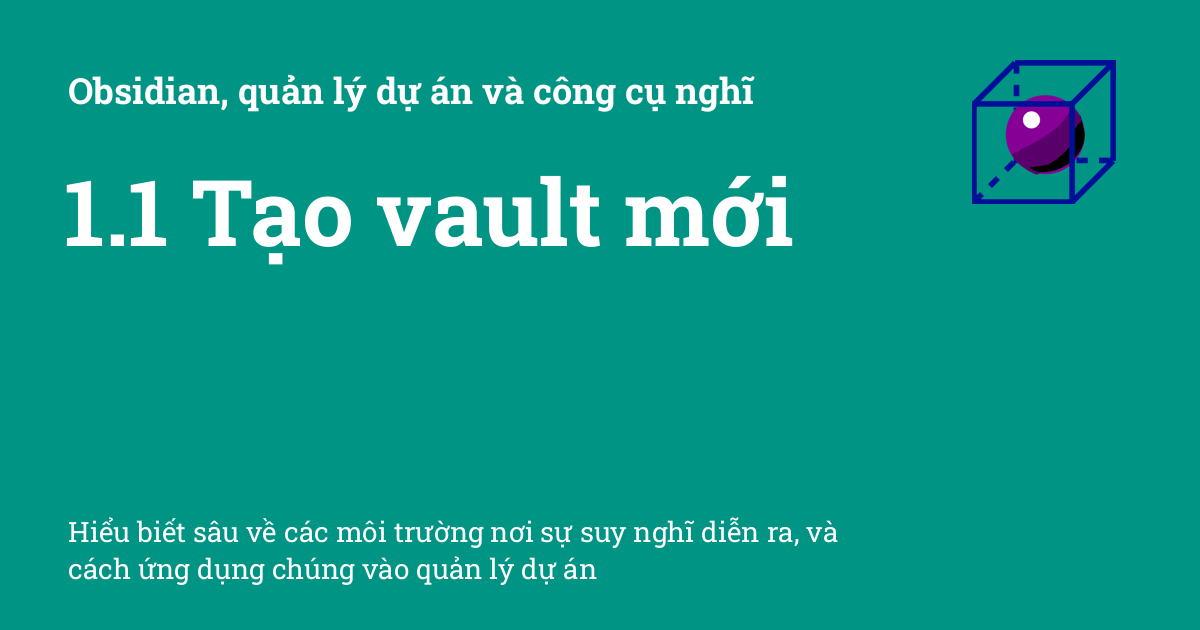 Obsidian, quản lý dự án và công cụ nghĩ
1.1 Tạo vault mới
Hiểu biết sâu về các môi trường nơi sự suy nghĩ diễn ra, và
cách ứng dụng chúng vào quản lý dự án